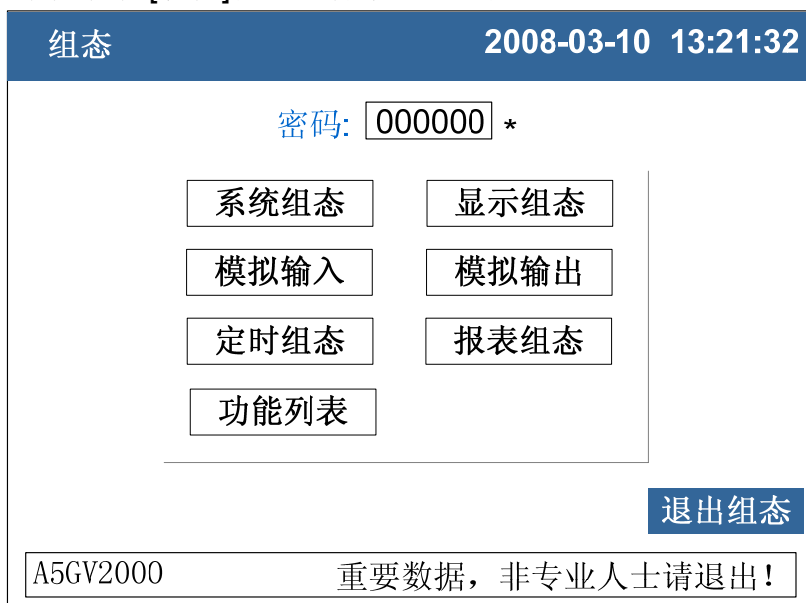 组态 2008-03-10 13:21:32
密码: 000000 *
系统组态 显示组态
模拟输入 模拟输出
定时组态 报表组态
功能列表
退出组态
A5GV2000 重要数据，非专业人士请退出！